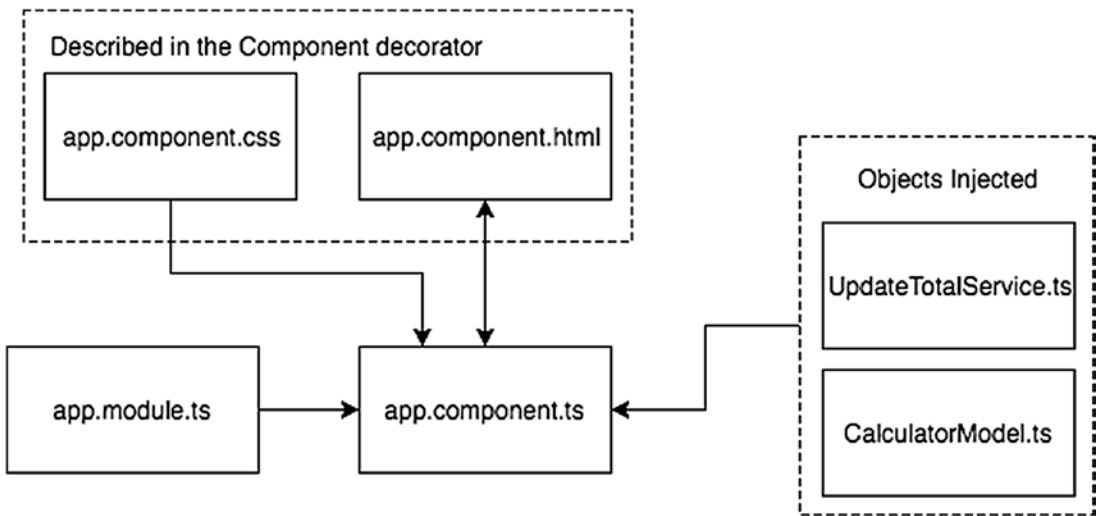 Described in the Component decorator
app.component.css
app.component.html
Objects Injected
UpdateTotalService.ts
app.module.ts
app.component.ts
CalculatorModel.ts